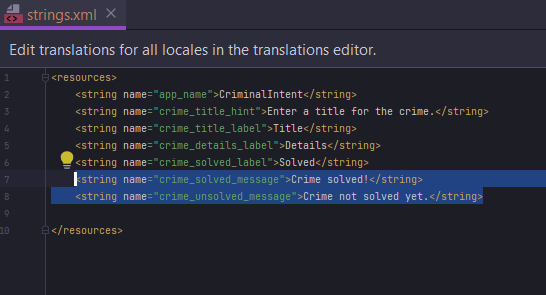 strings.xml
Edit translations for all locales in the translations editor.
1 <resources>
2 <string name="app_name">CriminalIntent</string>
3 <string name="crime_title_hint">Enter a title for the crime.</string>
4 <string name="crime_title_label">Title</string>
5 <string name="crime_details_label">Details</string>
6 <string name="crime_solved_label">Solved</string>
7 <string name="crime_solved_message">Crime solved!</string>
8 <string name="crime_unsolved_message">Crime not solved yet.</string>
9
10 </resources>